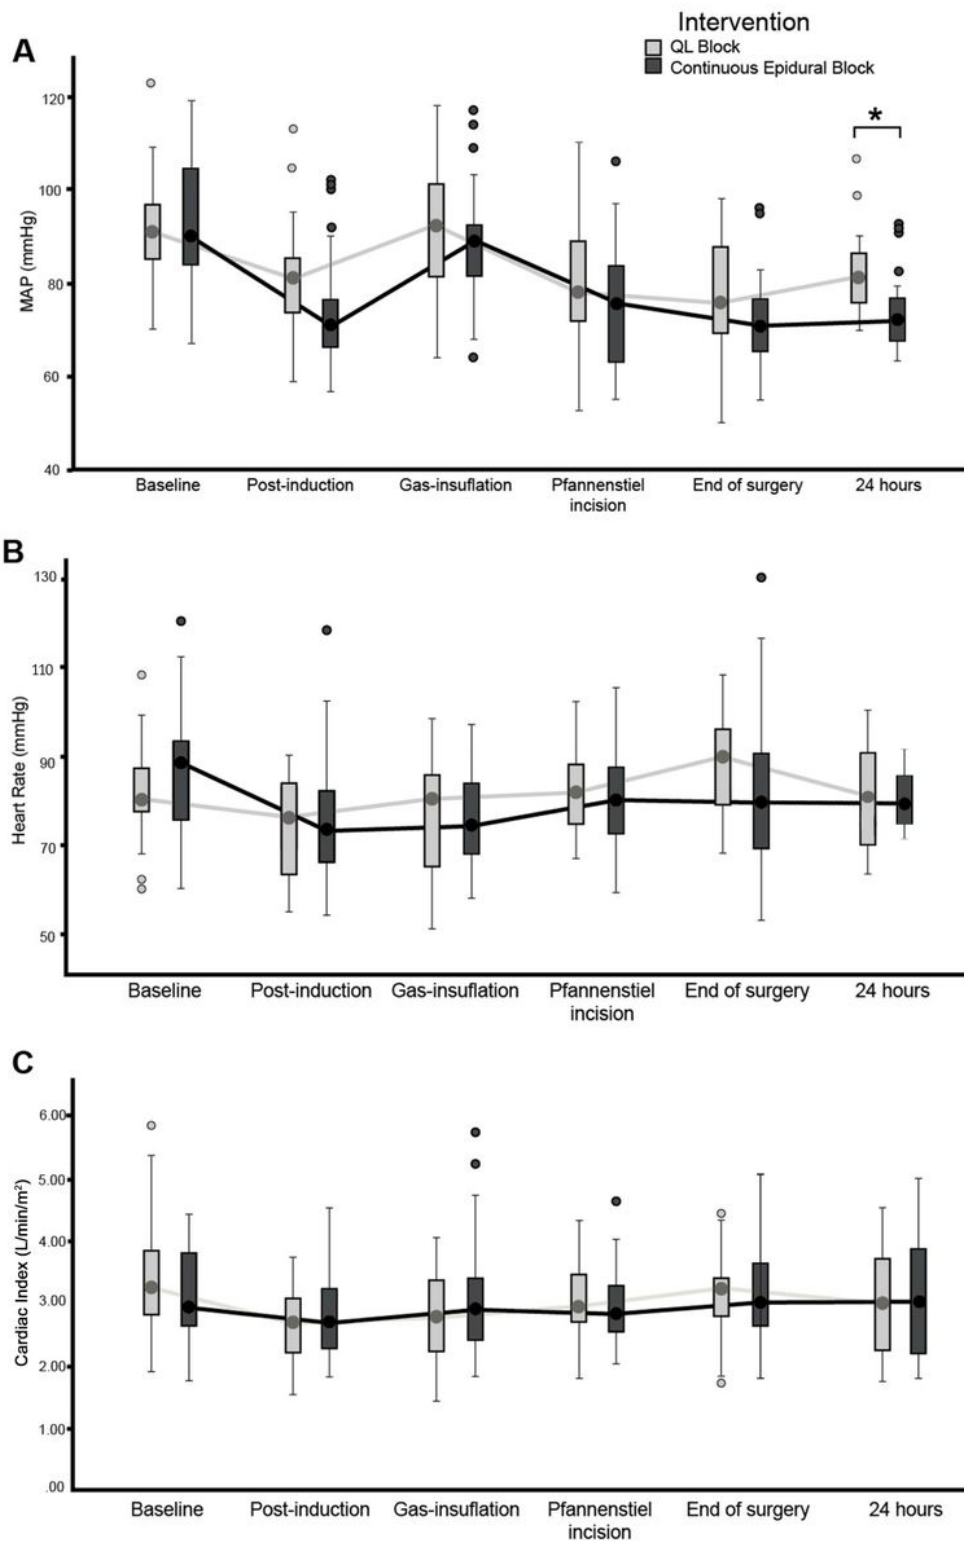 Intervention
A
QL Block
Continuous Epidural Block
120
*
100
MAP (mmHg)
80
60
40
Baseline Post-induction Gas-insuflation Pfannenstiel End of surgery 24 hours
incision
B
130
110
Heart Rate (mmHg)
90
70
50
Baseline Post-induction Gas-insuflation Pfannenstiel End of surgery 24 hours
incision
C
6.00
5.00
Cardiac Index (L/min/m²)
4.00
3.00
2.00
1.00
.00
Baseline Post-induction Gas-insuflation Pfannenstiel End of surgery 24 hours
incision